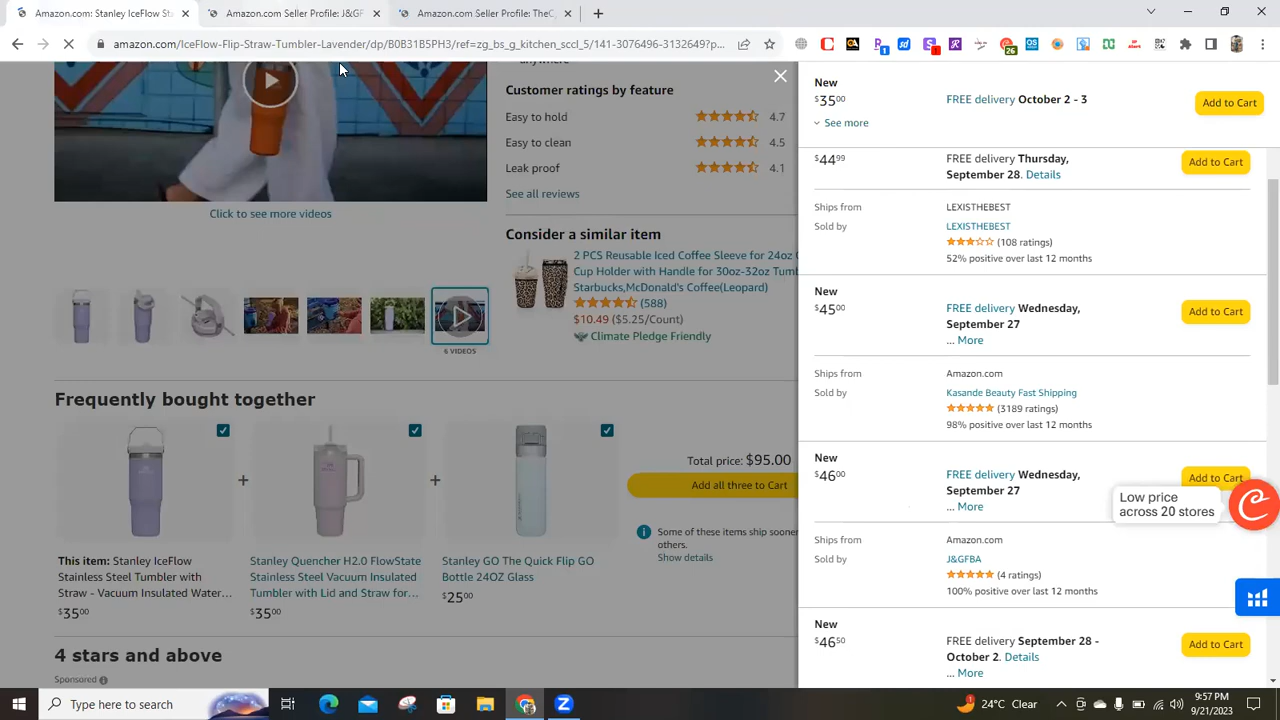 Amazon.com: Stanley IceFlow St
Amazon.com Seller Profile: J&GF
Amazon.com Seller Profile: TheC
amazon.com/IceFlow-Flip-Straw-Tumbler-Lavender/dp/B0B31B5P13/ref=zg_bs_g_kitchen_sccl_5/141-3076496-3132649?p...
anywhere
Customer ratings by feature
Easy to hold 4.7
Easy to clean 4.5
Leak proof 4.1
See all reviews
Click to see more videos
Consider a similar item
2 PCS Reusable Iced Coffee Sleeve for 24oz
Cup Holder with Handle for 30oz-32oz Tumb
Starbucks,McDonald's Coffee(Leopard)
(588)
$10.49 ($5.25/Count)
Climate Pledge Friendly
6 VIDEOS
Frequently bought together
+
+
Total price: $95.00
Add all three to Cart
Some of these items ship sooner
others.
Show details
This item: Stanley IceFlow
Stainless Steel Tumbler with
Straw - Vacuum Insulated Water...
$35.00
Stanley Quencher H2.0 FlowState
Stainless Steel Vacuum Insulated
Tumbler with Lid and Straw for...
$35.00
Stanley GO The Quick Flip GO
Bottle 24OZ Glass
$25.00
4 stars and above
Sponsored
New
$35.00 FREE delivery October 2 - 3
Add to Cart
See more
$44.99 FREE delivery Thursday,
September 28. Details
Add to Cart
Ships from LEXISTHEBEST
Sold by LEXISTHEBEST
(108 ratings)
52% positive over last 12 months
New
$45.00 FREE delivery Wednesday,
September 27
... More
Add to Cart
Ships from Amazon.com
Sold by Kasande Beauty Fast Shipping
(3189 ratings)
98% positive over last 12 months
New
$46.00 FREE delivery Wednesday,
September 27
... More
Add to Cart
Low price
across 20 stores
Ships from Amazon.com
Sold by J&GFBA
(4 ratings)
100% positive over last 12 months
New
$46.50 FREE delivery September 28 -
October 2. Details
... More
Add to Cart
Type here to search
24°C Clear
9:57 PM
9/21/2023